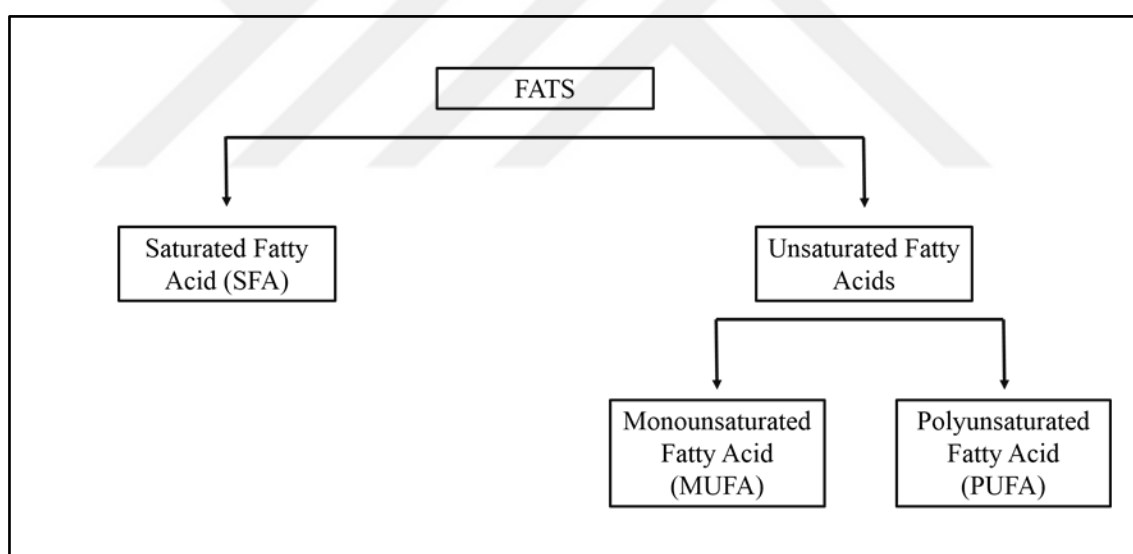 FATS
Saturated Fatty
Acid (SFA)
Unsaturated Fatty
Acids
Monounsaturated
Fatty Acid
(MUFA)
Polyunsaturated
Fatty Acid
(PUFA)